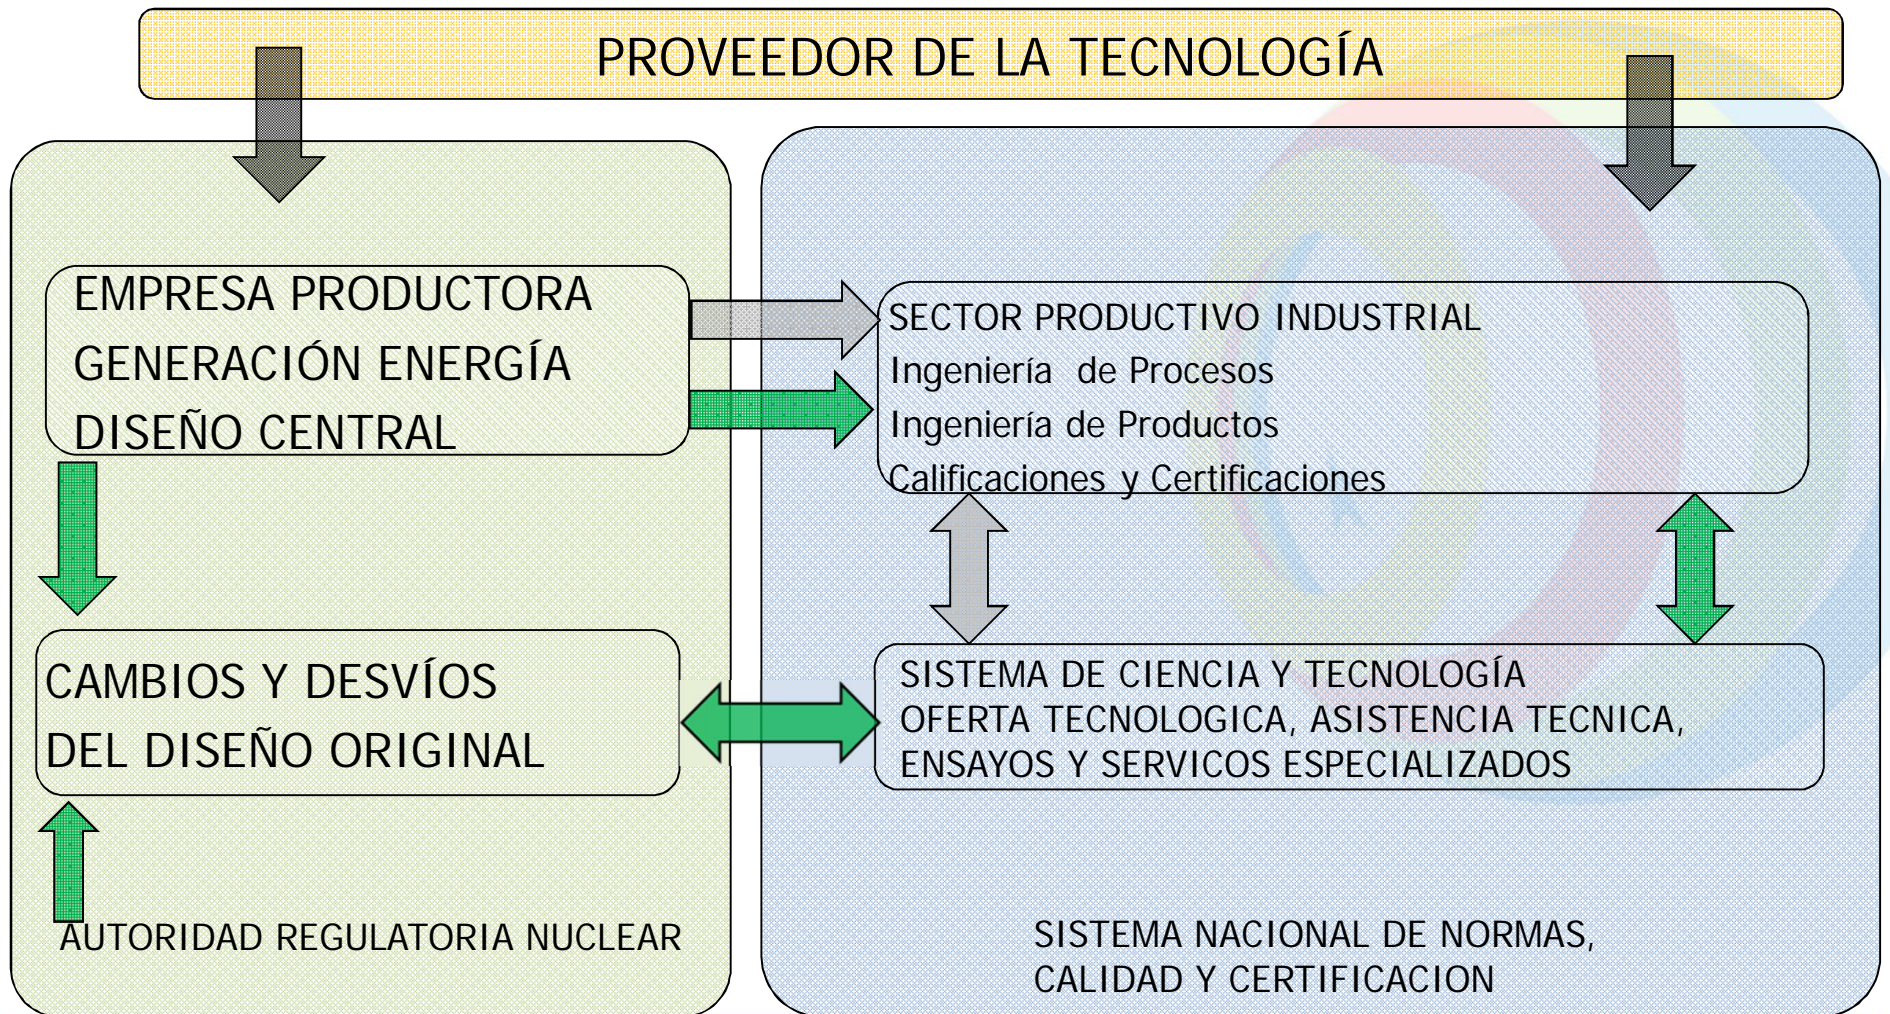 PROVEEDOR DE LA TECNOLOGÍA
EMPRESA PRODUCTORA
GENERACIÓN ENERGÍA
DISEÑO CENTRAL
SECTOR PRODUCTIVO INDUSTRIAL
Ingeniería de Procesos
Ingeniería de Productos
Calificaciones y Certificaciones
CAMBIOS Y DESVÍOS
DEL DISEÑO ORIGINAL
SISTEMA DE CIENCIA Y TECNOLOGÍA
OFERTA TECNOLOGICA, ASISTENCIA TECNICA,
ENSAYOS Y SERVICOS ESPECIALIZADOS
AUTORIDAD REGULATORIA NUCLEAR
SISTEMA NACIONAL DE NORMAS,
CALIDAD Y CERTIFICACION